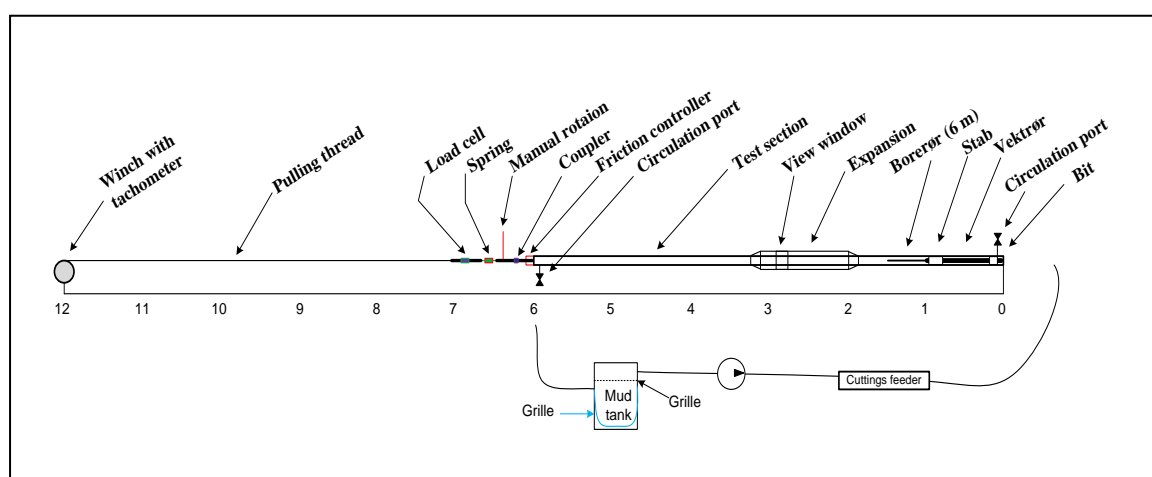 Winch with
tachometer
Pulling thread
Load cell
Spring
Manual rotaion
Coupler
Friction controller
Circulation port
Test section
View window
Expansion
Borerør (6 m)
Stab
Vektrør
Circulation port
Bit
12 11 10 9 8 7 6 5 4 3 2 1 0
Cuttings feeder
Mud
tank
Grille
Grille